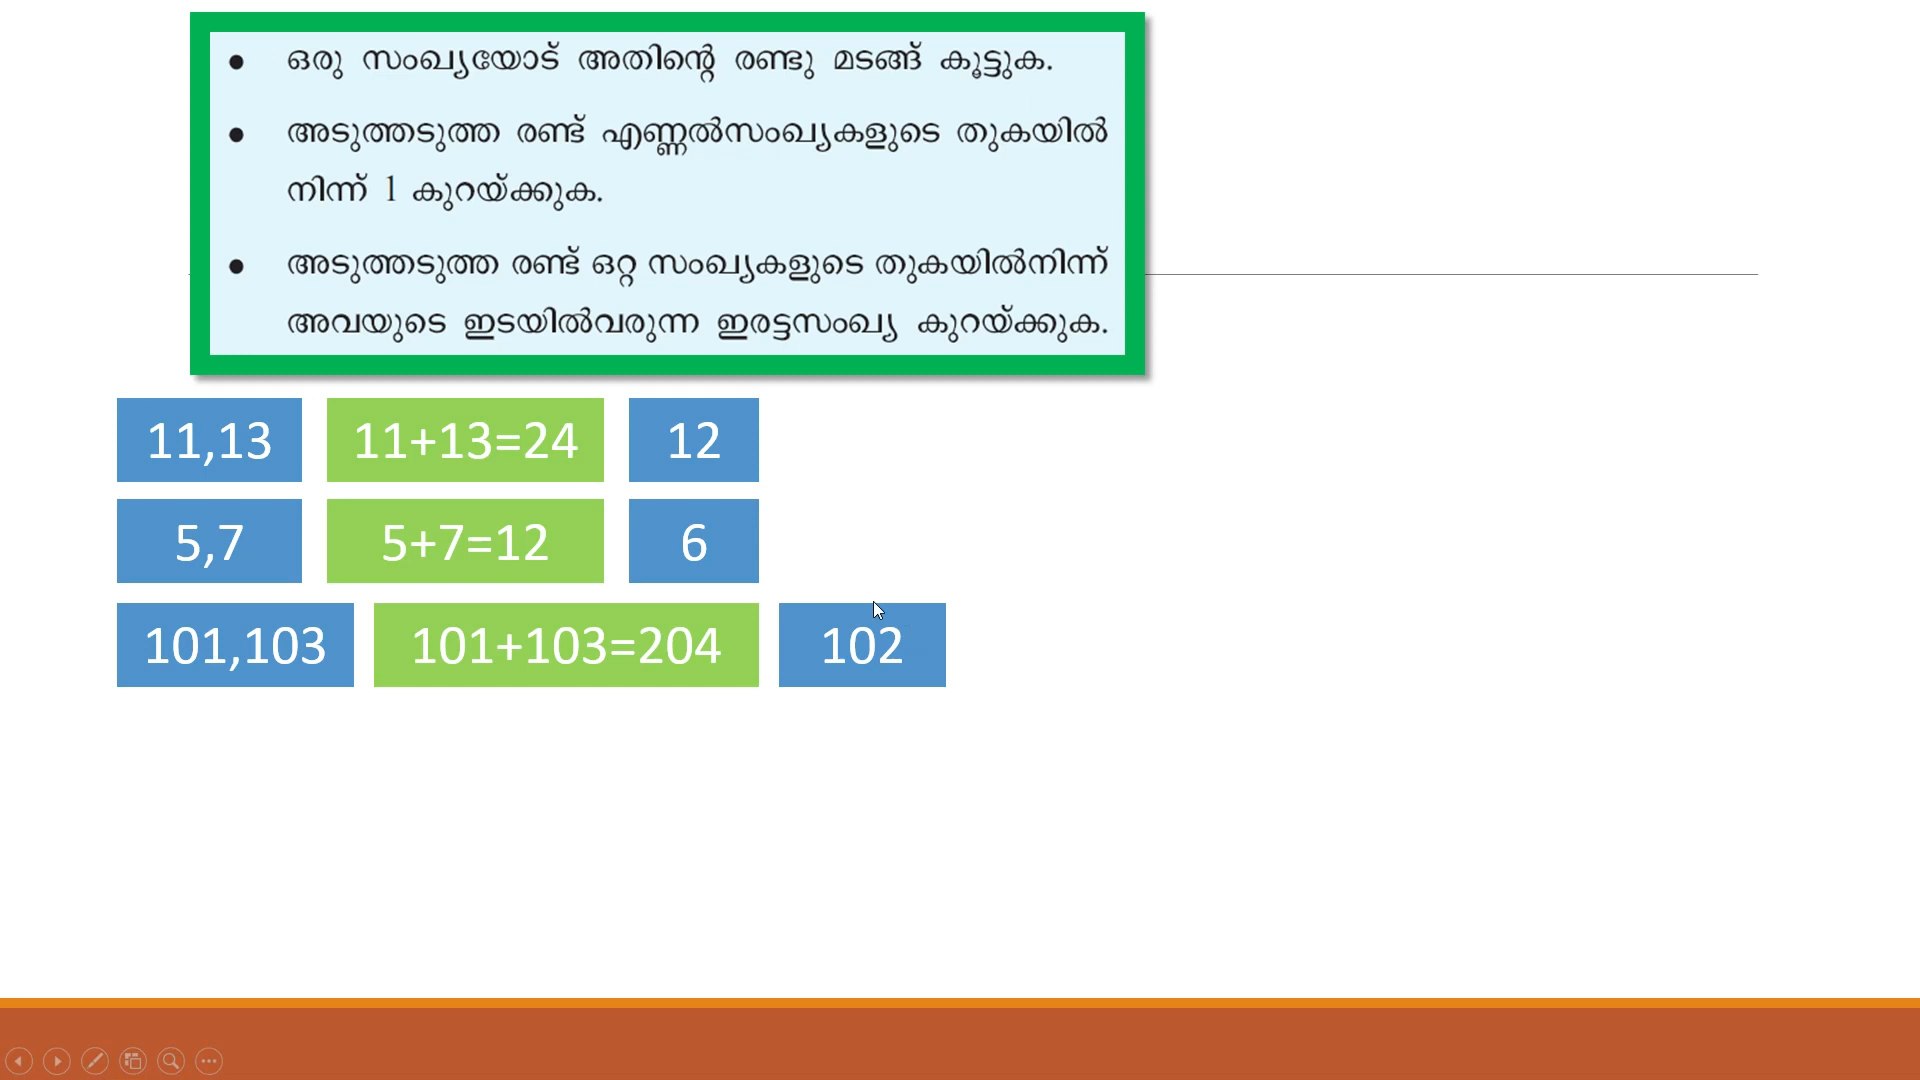 • ഒരു സംഖ്യയോട് അതിന്റെ രണ്ടു മടങ്ങ് കൂട്ടുക.
• അടുത്തടുത്ത രണ്ട് എണ്ണൽസംഖ്യകളുടെ തുകയിൽ
നിന്ന് 1 കുറയ്ക്കുക.
• അടുത്തടുത്ത രണ്ട് ഒറ്റ സംഖ്യകളുടെ തുകയിൽനിന്ന്
അവയുടെ ഇടയിൽവരുന്ന ഇരട്ടസംഖ്യ കുറയ്ക്കുക.
11,13 11+13=24 12
5,7 5+7=12 6
101,103 101+103=204 102